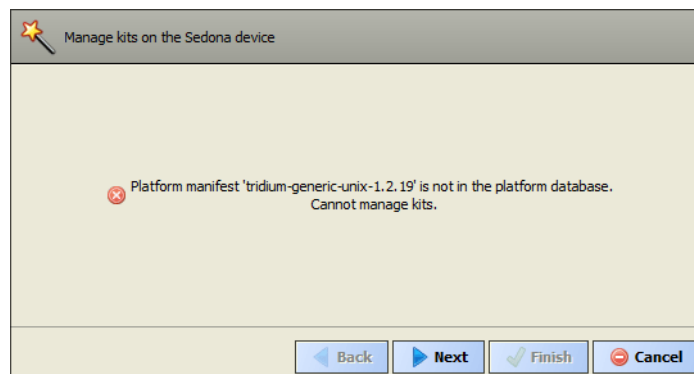 Manage kits on the Sedona device
Platform manifest 'tridium-generic-unix-1.2.19' is not in the platform database.
Cannot manage kits.
Back Next Finish Cancel